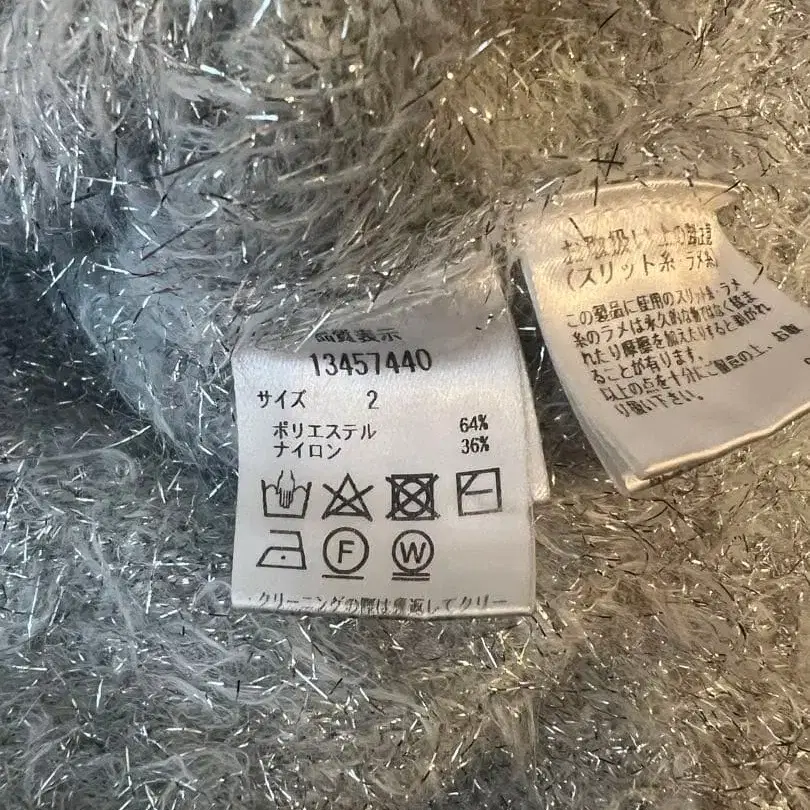 品質表示
13457440
サイズ 2
ポリエステル 64%
ナイロン 36%
F W
・クリーニングの際は裏返してクリー
お取扱い上の注意
(スリット糸・ラメ糸)
この製品に使用のスリット糸・ラメ
糸のラメは永久的な物ではなく
れたり摩擦を加えたりすると剥がれ
ることが有ります。
以上の点を十分にご留意の上、お取
り扱い下さい。